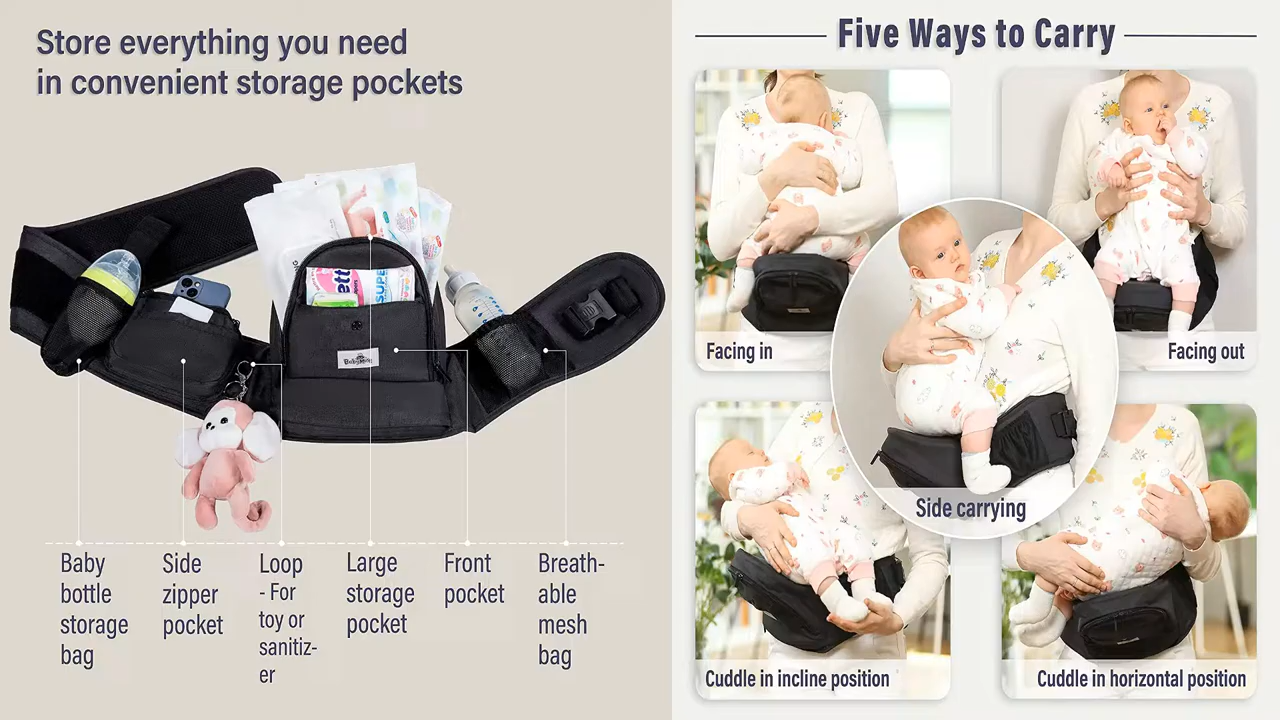 Store everything you need
in convenient storage pockets
Baby
bottle
storage
bag
Side
zipper
pocket
Loop
- For
toy or
sanitiz-
er
Large
storage
pocket
Front
pocket
Breath-
able
mesh
bag
Five Ways to Carry
Facing in
Facing out
Side carrying
Cuddle in incline position
Cuddle in horizontal position